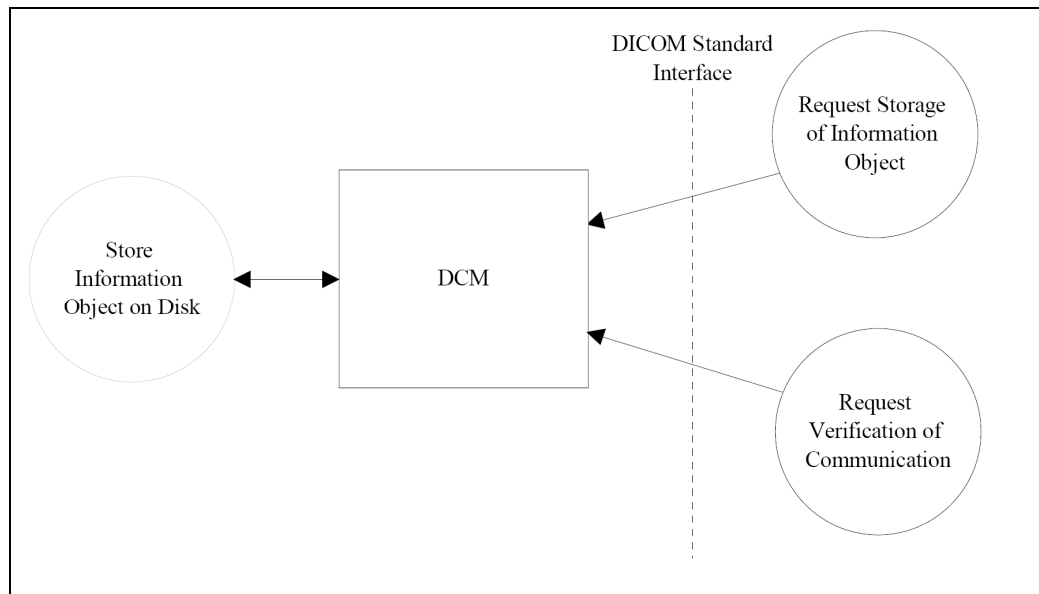 DICOM Standard
Interface
Request Storage
of Information
Object
Store
Information
Object on Disk
DCM
Request
Verification of
Communication